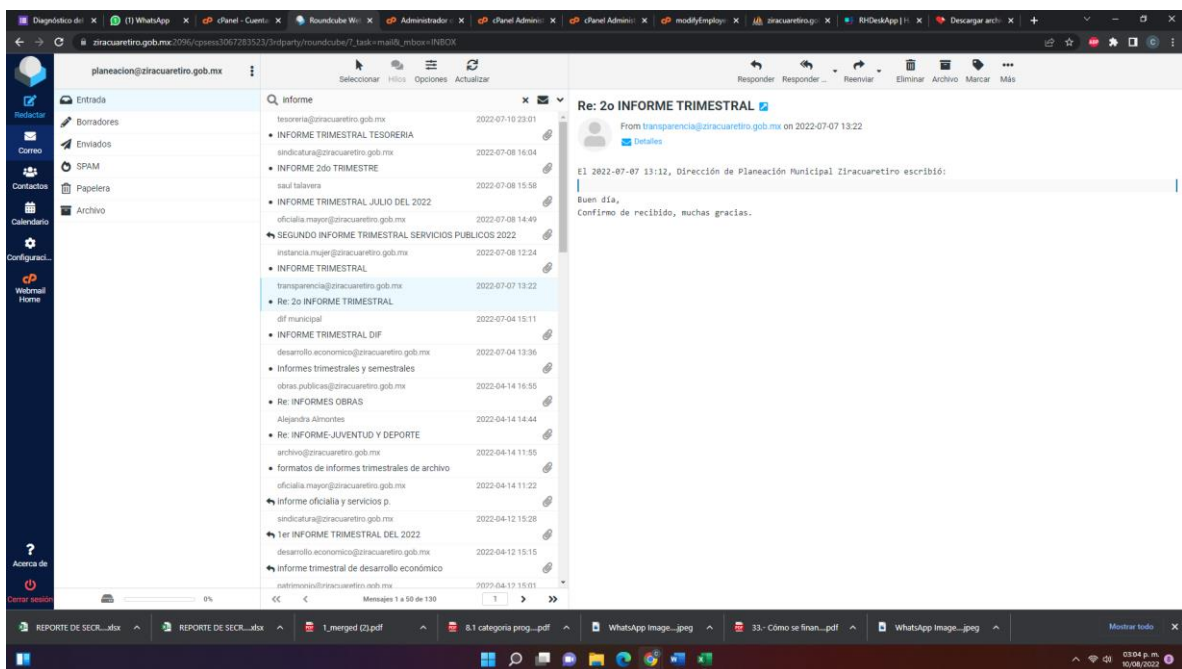 Diagnóstico del
(1) WhatsApp
cPanel - Cuenta
Roundcube We
Administrador c
cPanel Administ
cPanel Administ
modifyEmploye
ziracuaretiro.go
RHDeskApp | H
Descargar archi
ziracuaretiro.gob.mx:2096/cpsess3067283523/3rdparty/roundcube/?_task=mail&_mbox=INBOX
planeacion@ziracuaretiro.gob.mx
Seleccionar Hilos Opciones Actualizar
Responder Responder ... Reenviar Eliminar Archivo Marcar Más
Redactar
Correo
Contactos
Calendario
Configuraci...
Webmail
Home
Acerca de
Cerrar sesión
Entrada
Borradores
Enviados
SPAM
Papelera
Archivo
0%
informe
tesoreria@ziracuaretiro.gob.mx 2022-07-10 23:01
INFORME TRIMESTRAL TESORERIA
sindicatura@ziracuaretiro.gob.mx 2022-07-08 16:04
INFORME 2do TRIMESTRE
saul talavera 2022-07-08 15:58
INFORME TRIMESTRAL JULIO DEL 2022
oficialia.mayor@ziracuaretiro.gob.mx 2022-07-08 14:49
SEGUNDO INFORME TRIMESTRAL SERVICIOS PUBLICOS 2022
instancia.mujer@ziracuaretiro.gob.mx 2022-07-08 12:24
INFORME TRIMESTRAL
transparencia@ziracuaretiro.gob.mx 2022-07-07 13:22
Re: 2o INFORME TRIMESTRAL
dif municipal 2022-07-04 15:11
INFORME TRIMESTRAL DIF
desarrollo.economico@ziracuaretiro.gob.mx 2022-07-04 13:36
Informes trimestrales y semestrales
obras.publicas@ziracuaretiro.gob.mx 2022-04-14 16:55
Re: INFORMES OBRAS
Alejandra Almontes 2022-04-14 14:44
Re: INFORME-JUVENTUD Y DEPORTE
archivo@ziracuaretiro.gob.mx 2022-04-14 11:55
formatos de informes trimestrales de archivo
oficialia.mayor@ziracuaretiro.gob.mx 2022-04-14 11:22
informe oficialia y servicios p.
sindicatura@ziracuaretiro.gob.mx 2022-04-12 15:28
1er INFORME TRIMESTRAL DEL 2022
desarrollo.economico@ziracuaretiro.gob.mx 2022-04-12 15:15
informe trimestral de desarrollo económico
patrimonio@ziracuaretiro.gob.mx 2022-04-12 15:01
Mensajes 1 a 50 de 130
1
Re: 2o INFORME TRIMESTRAL
From transparencia@ziracuaretiro.gob.mx on 2022-07-07 13:22
Detalles
El 2022-07-07 13:12, Dirección de Planeación Municipal Ziracuaretiro escribió:
Buen día,
Confirmo de recibido, muchas gracias.
REPORTE DE SECR....xlsx
REPORTE DE SECR....xlsx
1_merged (2).pdf
8.1 categoria prog....pdf
WhatsApp Image....jpeg
33.- Cómo se finan....pdf
WhatsApp Image....jpeg
Mostrar todo
03:04 p. m.
10/08/2022